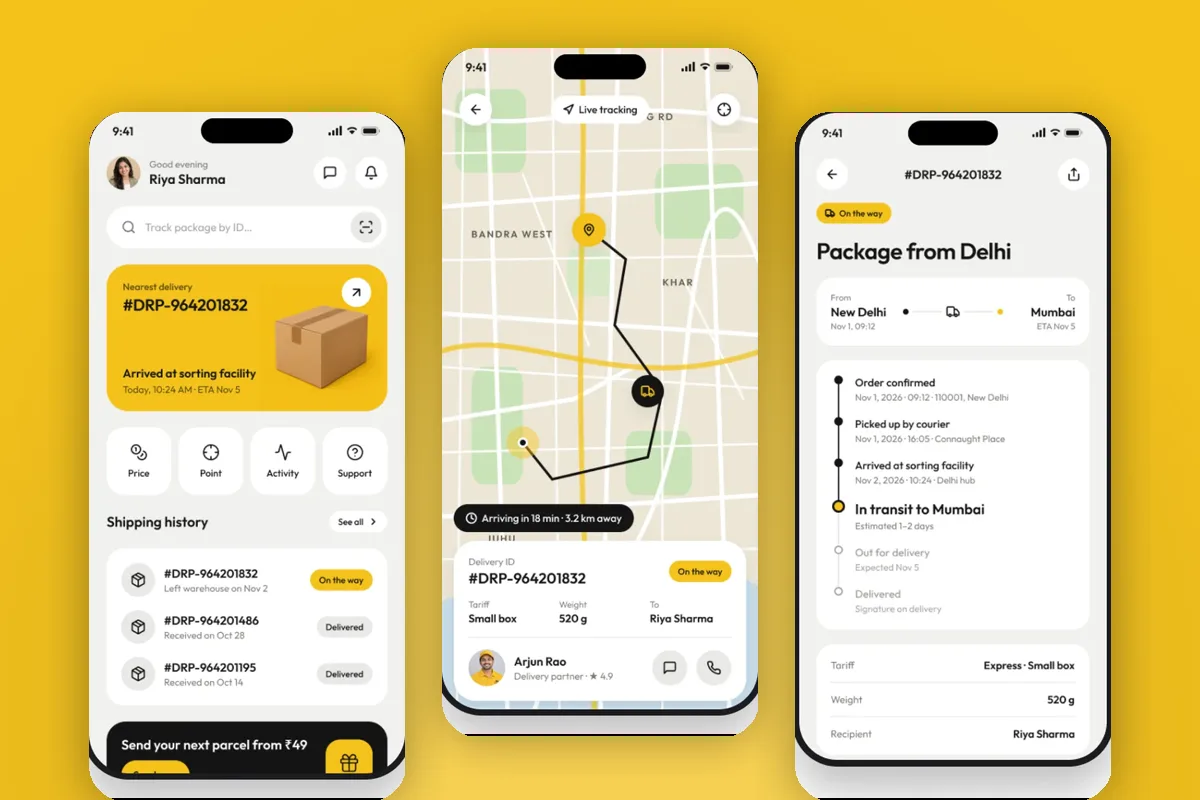 9:41
Good evening
Riya Sharma
Track package by ID...
Nearest delivery
#DRP-964201832
Arrived at sorting facility
Today, 10:24 AM · ETA Nov 5
Price
Point
Activity
Support
Shipping history
See all
#DRP-964201832
Left warehouse on Nov 2
On the way
#DRP-964201486
Received on Oct 28
Delivered
#DRP-964201195
Received on Oct 14
Delivered
Send your next parcel from ₹49
9:41
Live tracking
G RD
BANDRA WEST
KHAR
Arriving in 18 min · 3.2 km away
JUHU
Delivery ID
#DRP-964201832
On the way
Tariff
Weight
To
Small box
520 g
Riya Sharma
Arjun Rao
Delivery partner · ★ 4.9
9:41
#DRP-964201832
On the way
Package from Delhi
From
To
New Delhi
Mumbai
Nov 1, 09:12
ETA Nov 5
Order confirmed
Nov 1, 2026 · 09:12 · 110001, New Delhi
Picked up by courier
Nov 1, 2026 · 16:05 · Connaught Place
Arrived at sorting facility
Nov 2, 2026 · 10:24 · Delhi hub
In transit to Mumbai
Estimated 1–2 days
Out for delivery
Expected Nov 5
Delivered
Signature on delivery
Tariff
Express · Small box
Weight
520 g
Recipient
Riya Sharma